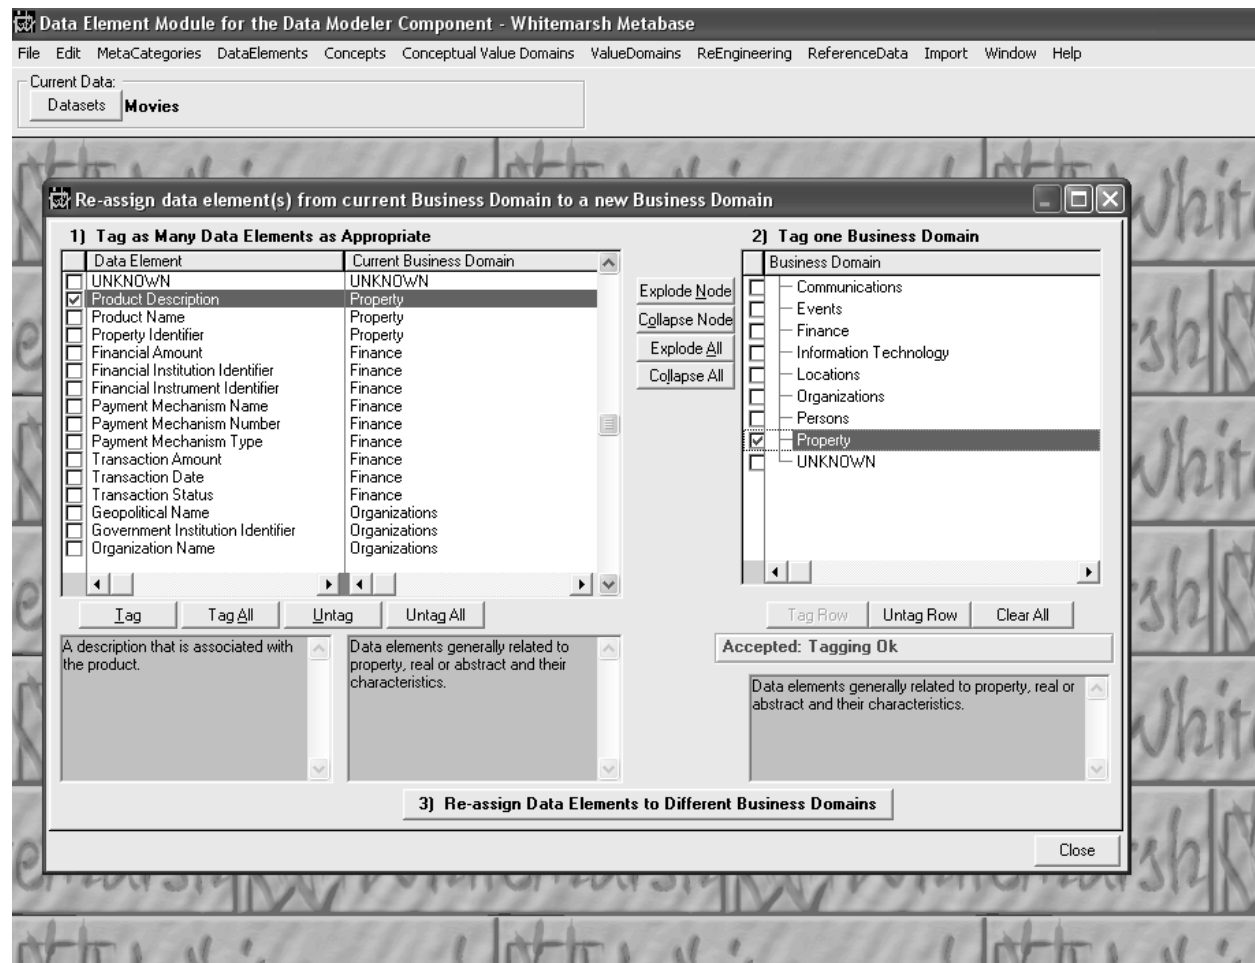 Data Element Module for the Data Modeler Component - Whitemarsh Metabase
File Edit MetaCategories DataElements Concepts Conceptual Value Domains ValueDomains ReEngineering ReferenceData Import Window Help
Current Data:
Datasets Movies
Re-assign data element(s) from current Business Domain to a new Business Domain
1) Tag as Many Data Elements as Appropriate
Data Element Current Business Domain
UNKNOWN UNKNOWN
Product Description Property
Product Name Property
Property Identifier Property
Financial Amount Finance
Financial Institution Identifier Finance
Financial Instrument Identifier Finance
Payment Mechanism Name Finance
Payment Mechanism Number Finance
Payment Mechanism Type Finance
Transaction Amount Finance
Transaction Date Finance
Transaction Status Finance
Geopolitical Name Organizations
Government Institution Identifier Organizations
Organization Name Organizations
Tag Tag All Untag Untag All
A description that is associated with
the product.
Data elements generally related to
property, real or abstract and their
characteristics.
Explode Node
Collapse Node
Explode All
Collapse All
2) Tag one Business Domain
Business Domain
Communications
Events
Finance
Information Technology
Locations
Organizations
Persons
Property
UNKNOWN
Tag Row Untag Row Clear All
Accepted: Tagging Ok
Data elements generally related to property, real or
abstract and their characteristics.
3) Re-assign Data Elements to Different Business Domains
Close